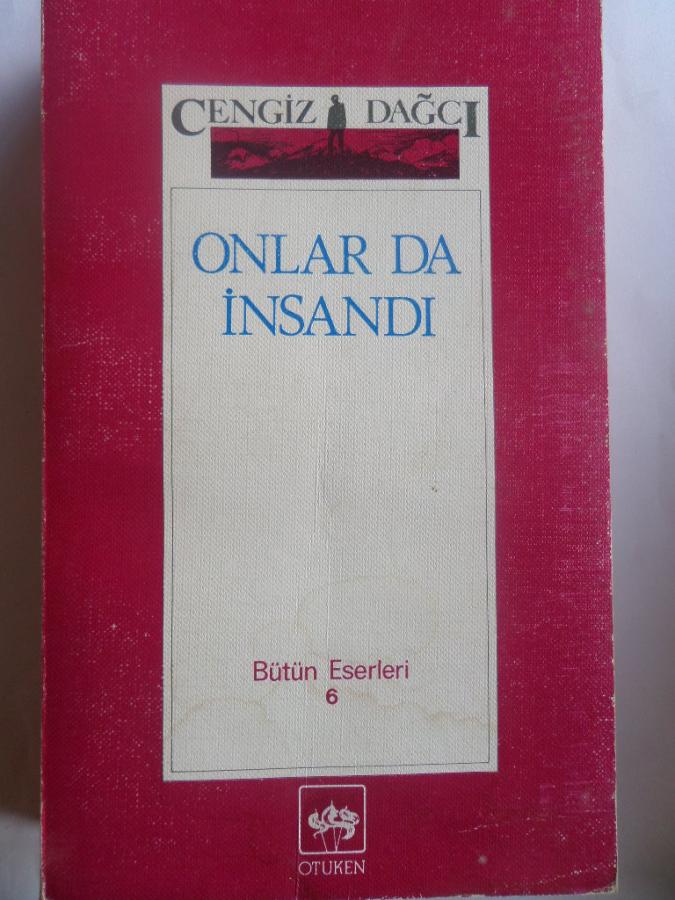 CENGİZ DAĞCI
ONLAR DA
İNSANDI
Bütün Eserleri
6
OTUKEN